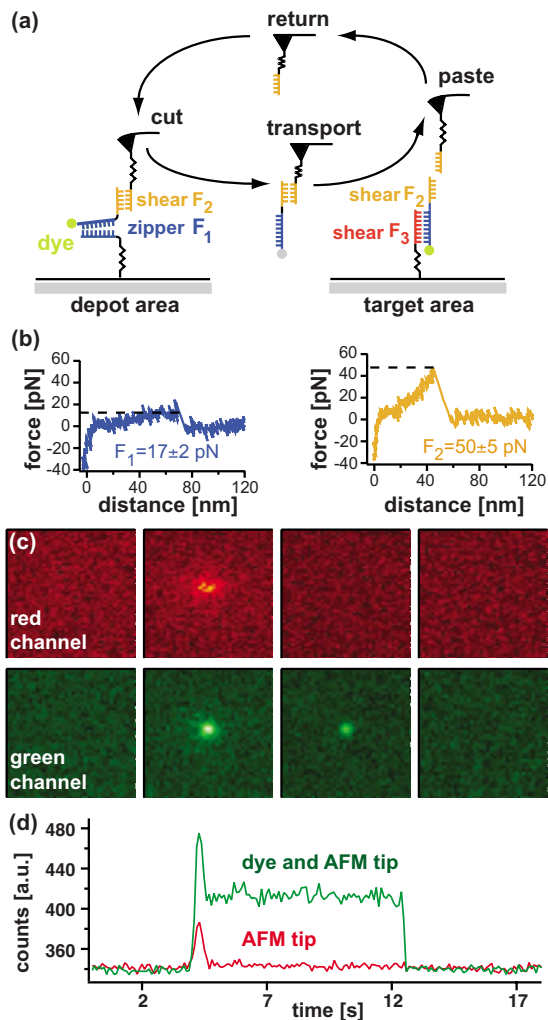 (a)
return
cut
transport
paste
shear F2
dye
zipper F1
shear F2
shear F3
depot area
target area
(b)
force [pN]
60
40
20
0
-20
-40
F1=17±2 pN
0 40 80 120
distance [nm]
force [pN]
60
40
20
0
-20
-40
F2=50±5 pN
0 40 80 120
distance [nm]
(c)
red
channel
green
channel
(d)
counts [a.u.]
480
440
400
360
dye and AFM tip
AFM tip
2 7 12 17
time [s]